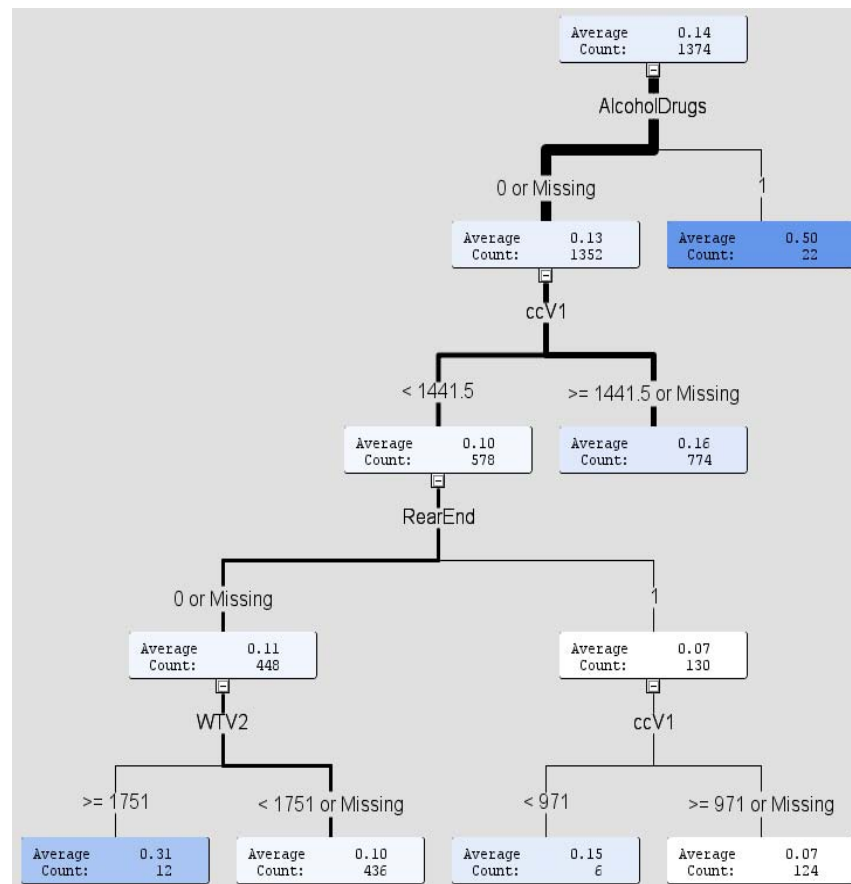 Average 0.14
Count: 1374
AlcoholDrugs
0 or Missing
1
Average 0.13
Count: 1352
Average 0.50
Count: 22
ccV1
< 1441.5
>= 1441.5 or Missing
Average 0.10
Count: 578
Average 0.16
Count: 774
RearEnd
0 or Missing
1
Average 0.11
Count: 448
Average 0.07
Count: 130
WTV2
ccV1
>= 1751
< 1751 or Missing
< 971
>= 971 or Missing
Average 0.31
Count: 12
Average 0.10
Count: 436
Average 0.15
Count: 6
Average 0.07
Count: 124